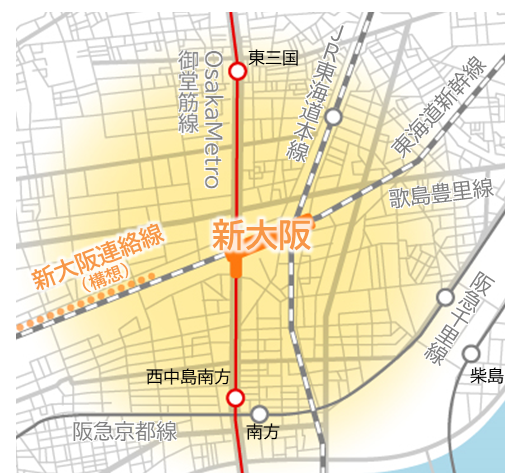 東三国
OsakaMetro
御堂筋線
JR東海道本線
東海道新幹線
歌島豊里線
新大阪
新大阪連絡線
（構想）
阪急千里線
柴島
西中島南方
南方
阪急京都線